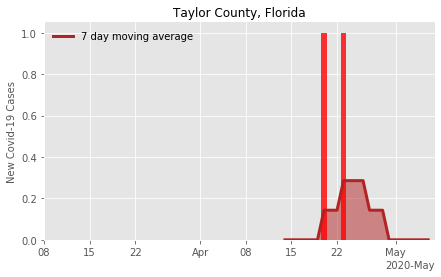 Taylor County, Florida
7 day moving average
New Covid-19 Cases
1.0
0.8
0.6
0.4
0.2
0.0
08 15 22 Apr 08 15 22 May
2020-May